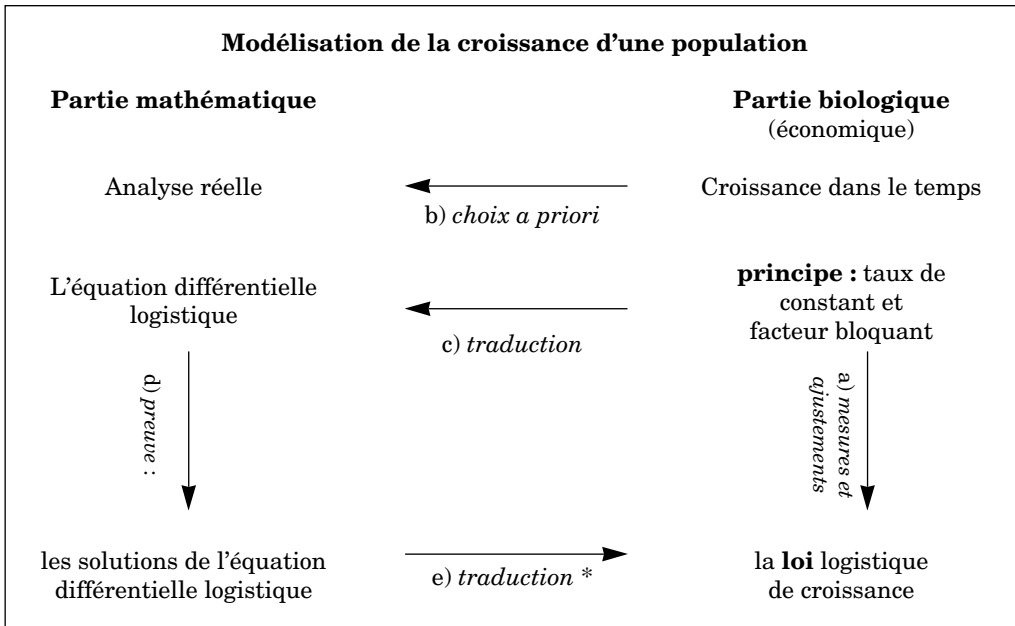 Modélisation de la croissance d'une population
Partie mathématique
Partie biologique
(économique)
Analyse réelle
b) choix a priori
Croissance dans le temps
L'équation différentielle
logistique
c) traduction
principe : taux de
constant et
facteur bloquant
d) preuve :
a) mesures et
ajustements
les solutions de l'équation
différentielle logistique
e) traduction *
la loi logistique
de croissance